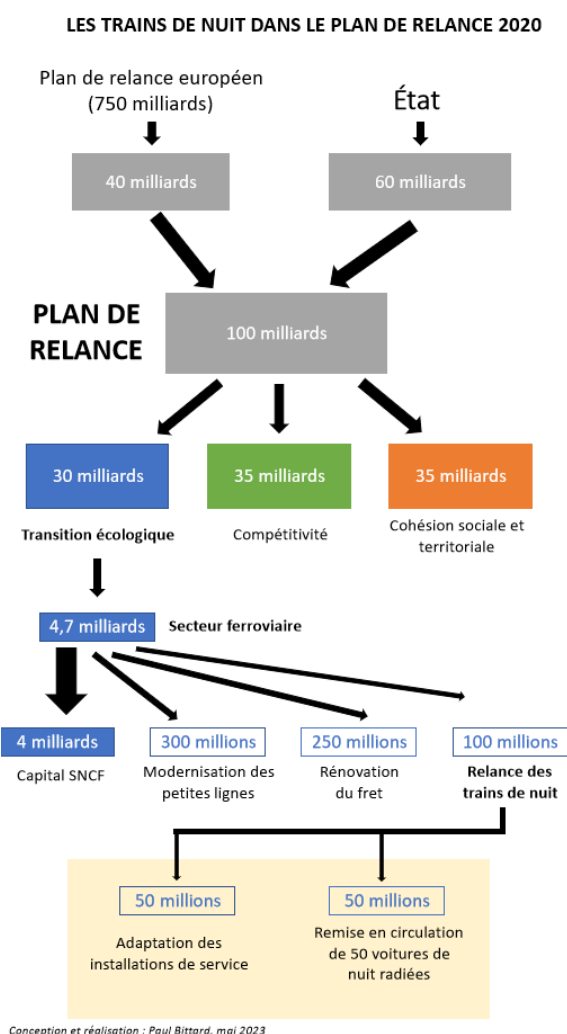 LES TRAINS DE NUIT DANS LE PLAN DE RELANCE 2020
Plan de relance européen
(750 milliards)
État
40 milliards
60 milliards
PLAN DE
RELANCE
100 milliards
30 milliards
35 milliards
35 milliards
Transition écologique
Compétitivité
Cohésion sociale et
territoriale
4,7 milliards
Secteur ferroviaire
4 milliards
300 millions
250 millions
100 millions
Capital SNCF
Modernisation des
petites lignes
Rénovation
du fret
Relance des
trains de nuit
50 millions
50 millions
Adaptation des
installations de service
Remise en circulation
de 50 voitures de
nuit radiées
Conception et réalisation : Paul Bittard, mai 2023